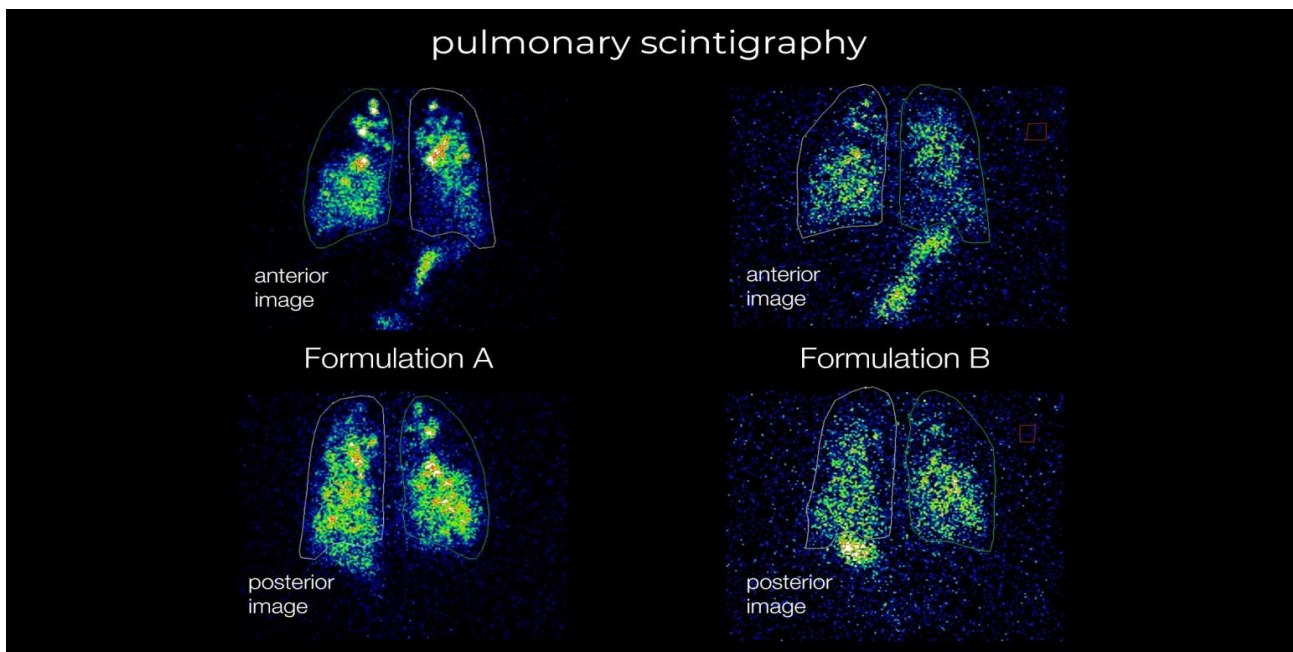 pulmonary scintigraphy
anterior
image
anterior
image
Formulation A
Formulation B
posterior
image
posterior
image